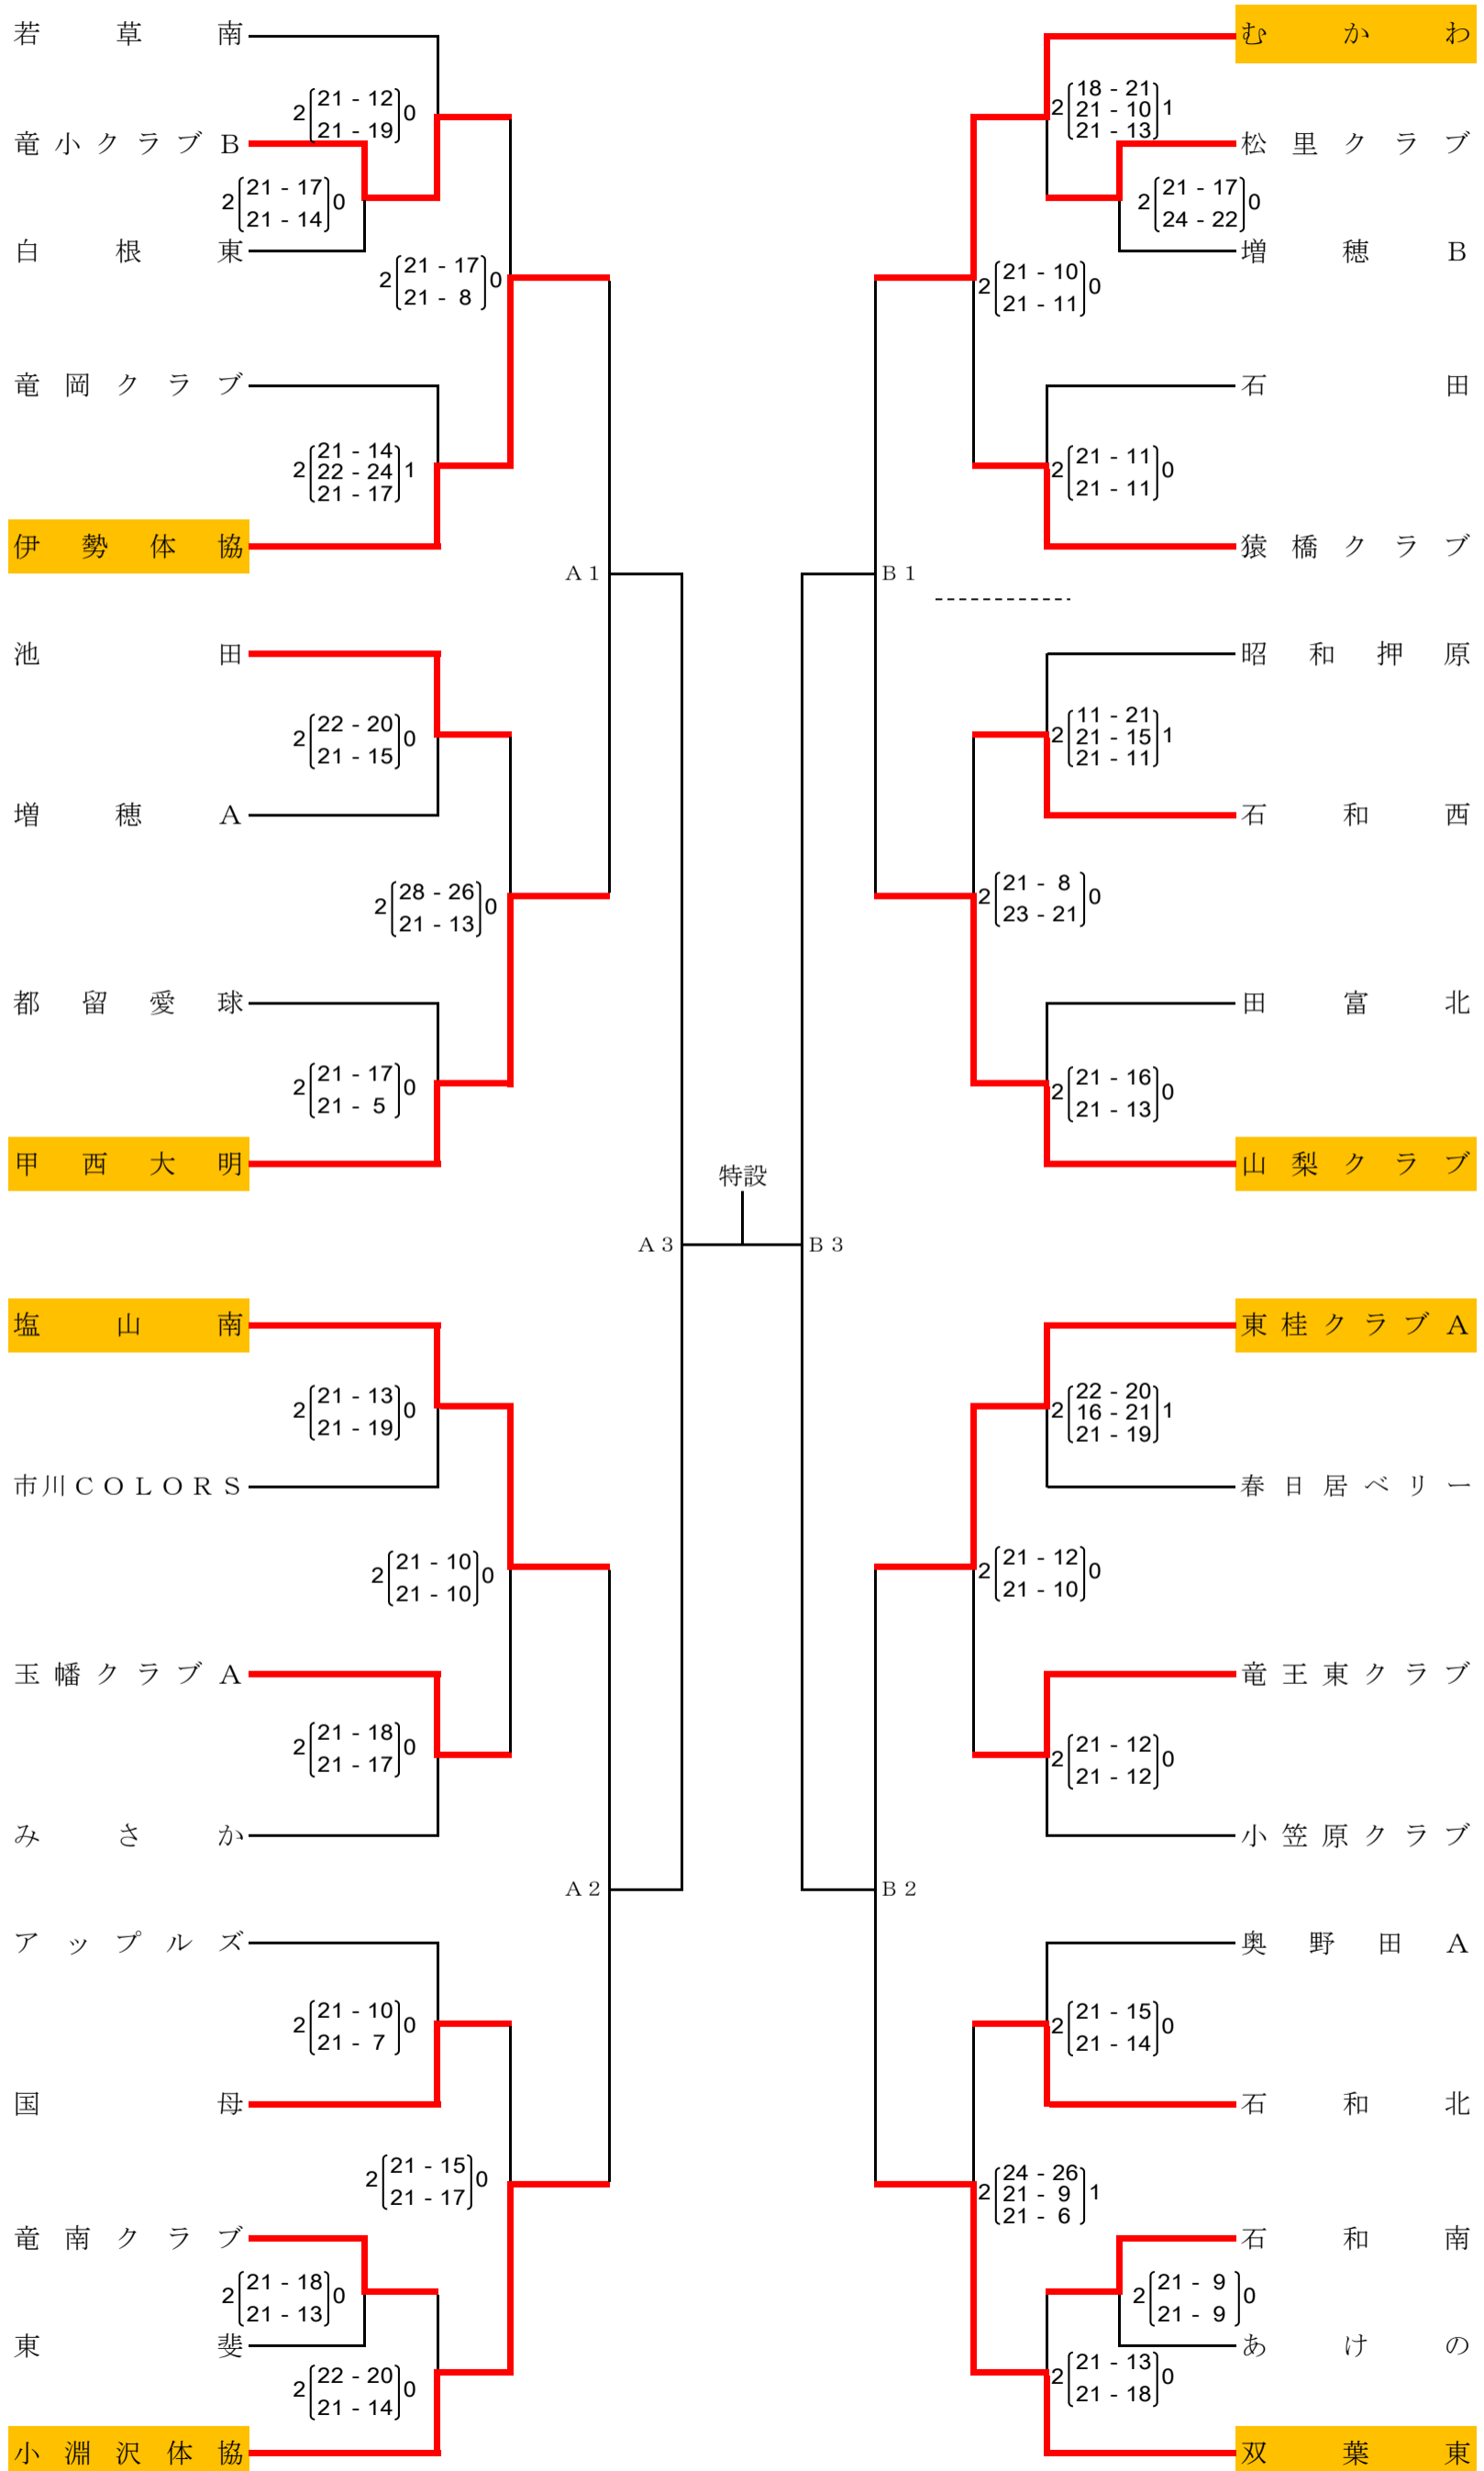 若草南
2 21 - 12 0
21 - 19
竜小クラブB
2 21 - 17 0
21 - 14
白根東
2 21 - 17 0
21 - 8
竜岡クラブ
21 - 14
2 22 - 24 1
21 - 17
伊勢体協
A1
池田
2 22 - 20 0
21 - 15
増穂A
2 28 - 26 0
21 - 13
都留愛球
2 21 - 17 0
21 - 5
甲西大明
特設
A3
B3
塩山南
2 21 - 13 0
21 - 19
市川COLORS
2 21 - 10 0
21 - 10
玉幡クラブA
2 21 - 18 0
21 - 17
みさか
A2
アップルズ
2 21 - 10 0
21 - 7
国母
2 21 - 15 0
21 - 17
竜南クラブ
2 21 - 18 0
21 - 13
東斐
2 22 - 20 0
21 - 14
小淵沢体協
むかわ
18 - 21
2 21 - 10 1
21 - 13
松里クラブ
2 21 - 17 0
24 - 22
増穂B
2 21 - 10 0
21 - 11
石田
2 21 - 11 0
21 - 11
猿橋クラブ
B1
昭和押原
11 - 21
2 21 - 15 1
21 - 11
石和西
2 21 - 8 0
23 - 21
田富北
2 21 - 16 0
21 - 13
山梨クラブ
東桂クラブA
22 - 20
2 16 - 21 1
21 - 19
春日居ベリー
2 21 - 12 0
21 - 10
竜王東クラブ
2 21 - 12 0
21 - 12
小笠原クラブ
B2
奥野田A
2 21 - 15 0
21 - 14
石和北
24 - 26
2 21 - 9 1
21 - 6
石和南
2 21 - 9 0
21 - 9
あけの
2 21 - 13 0
21 - 18
双葉東